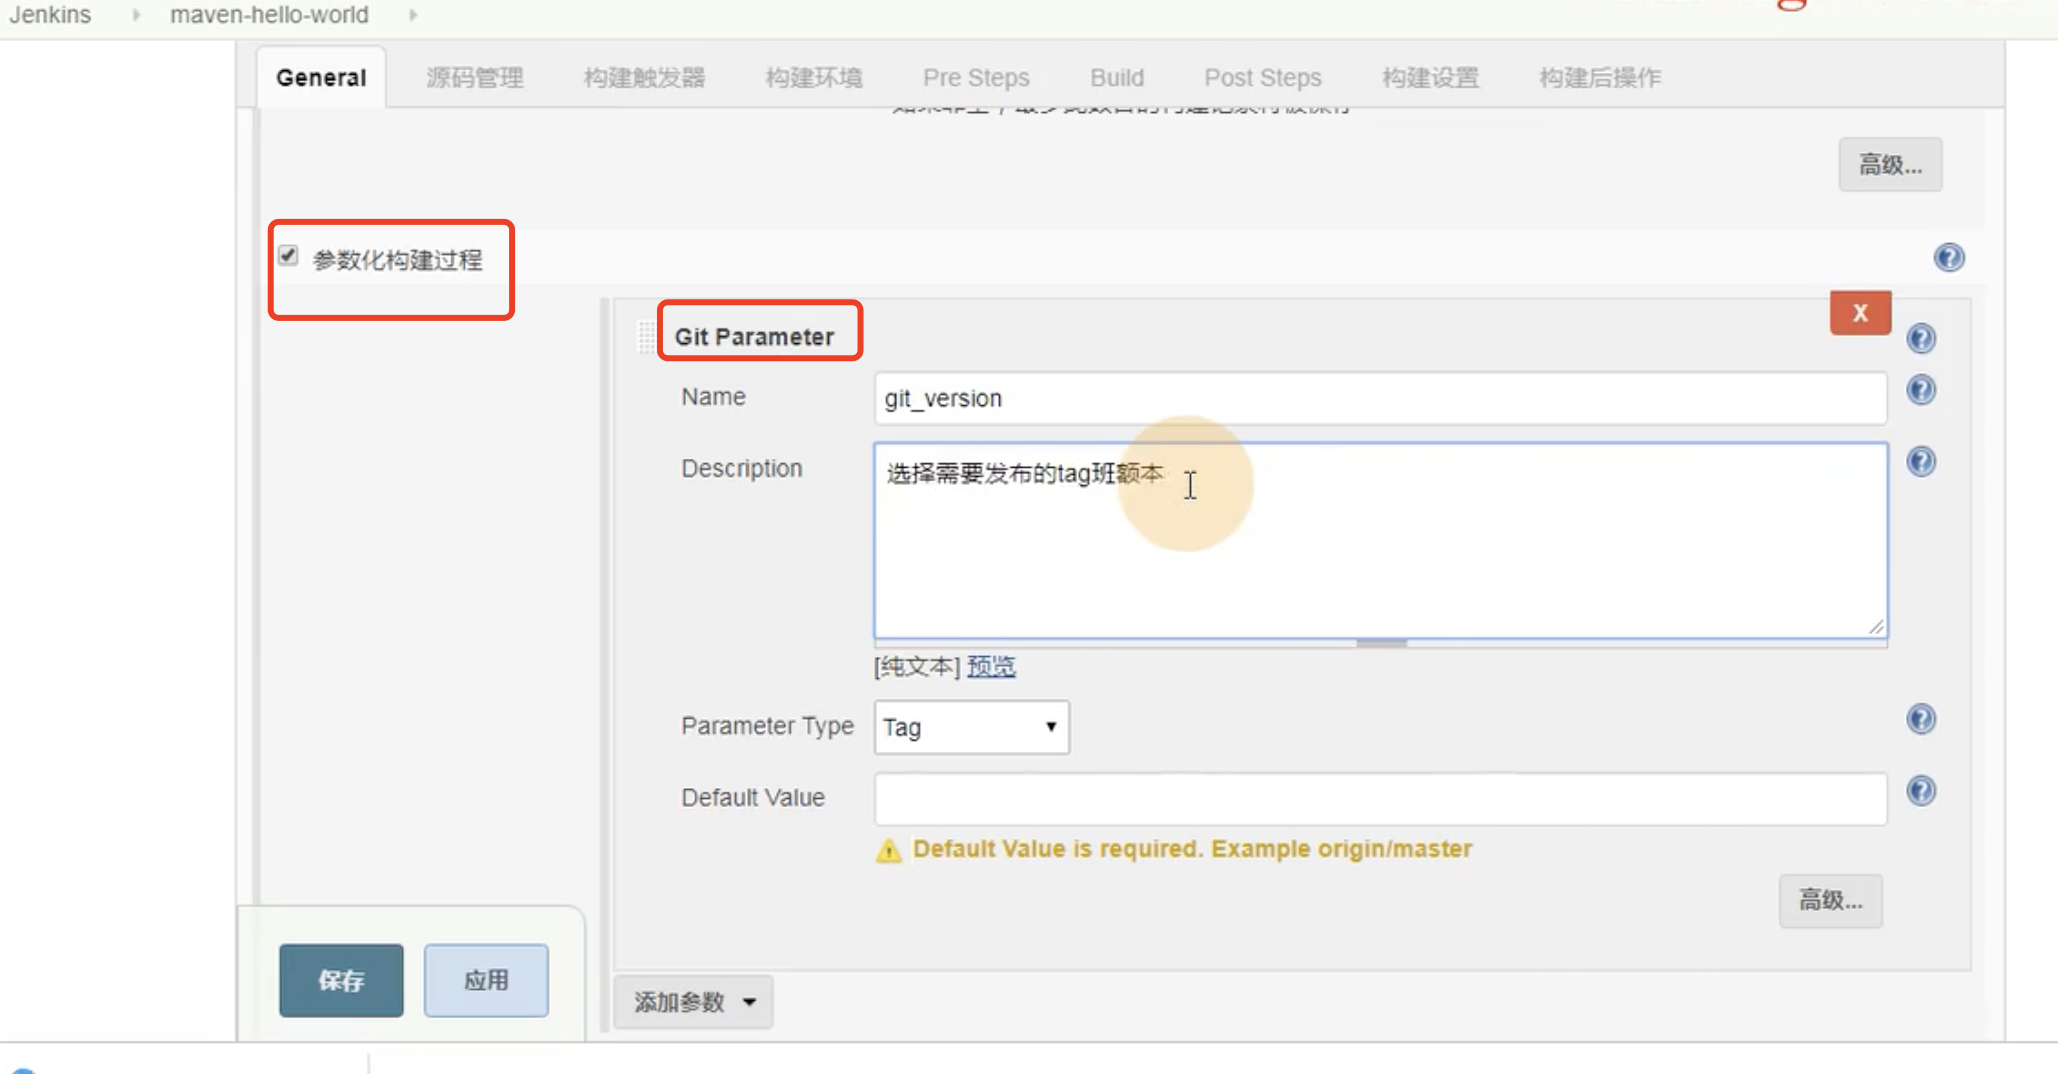 Jenkins maven-hello-world
General 源码管理 构建触发器 构建环境 Pre Steps Build Post Steps 构建设置 构建后操作
高级...
参数化构建过程
X
Git Parameter
Name git_version
Description 选择需要发布的tag班额本
[纯文本] 预览
Parameter Type Tag
Default Value
Default Value is required. Example origin/master
高级...
保存 应用
添加参数